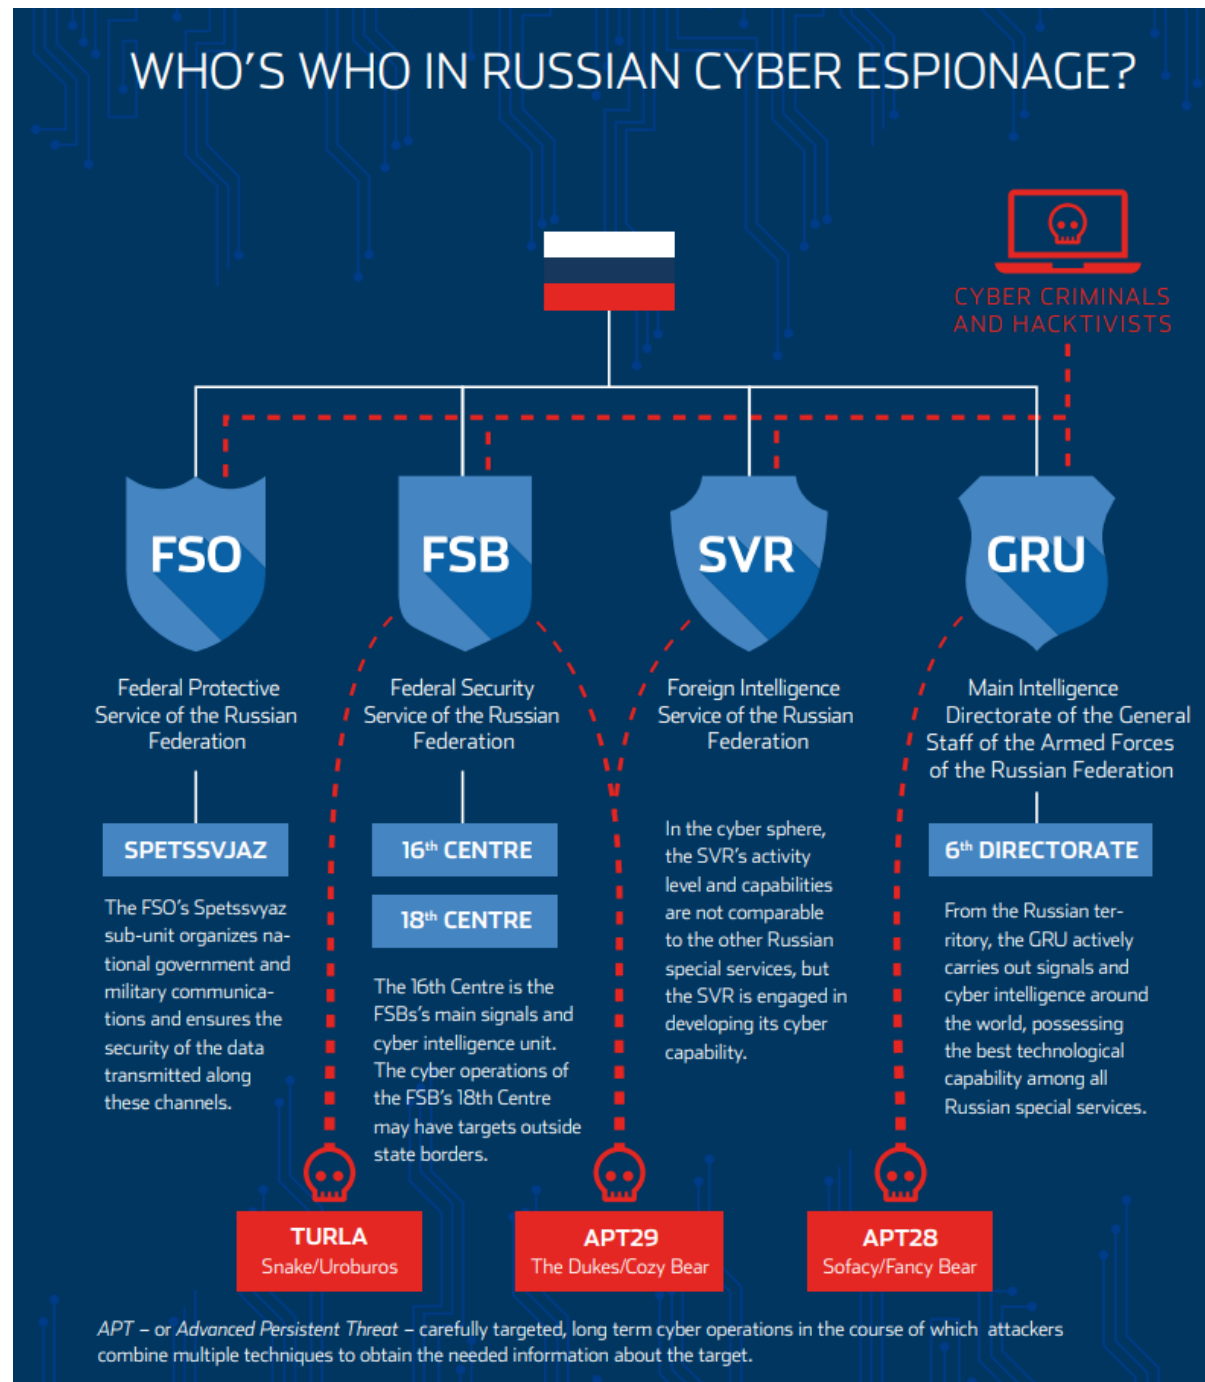 WHO'S WHO IN RUSSIAN CYBER ESPIONAGE?
CYBER CRIMINALS
AND HACKTIVISTS
FSO
FSB
SVR
GRU
Federal Protective
Service of the Russian
Federation
Federal Security
Service of the Russian
Federation
Foreign Intelligence
Service of the Russian
Federation
Main Intelligence
Directorate of the General
Staff of the Armed Forces
of the Russian Federation
SPETSSVJAZ
The FSO's Spetssvyaz
sub-unit organizes na-
tional government and
military communica-
tions and ensures the
security of the data
transmitted along
these channels.
16th CENTRE
18th CENTRE
The 16th Centre is the
FSBs's main signals and
cyber intelligence unit.
The cyber operations of
the FSB's 18th Centre
may have targets outside
state borders.
In the cyber sphere,
the SVR's activity
level and capabilities
are not comparable
to the other Russian
special services, but
the SVR is engaged in
developing its cyber
capability.
6th DIRECTORATE
From the Russian ter-
ritory, the GRU actively
carries out signals and
cyber intelligence around
the world, possessing
the best technological
capability among all
Russian special services.
TURLA
Snake/Uroburos
APT29
The Dukes/Cozy Bear
APT28
Sofacy/Fancy Bear
APT – or Advanced Persistent Threat – carefully targeted, long term cyber operations in the course of which attackers
combine multiple techniques to obtain the needed information about the target.